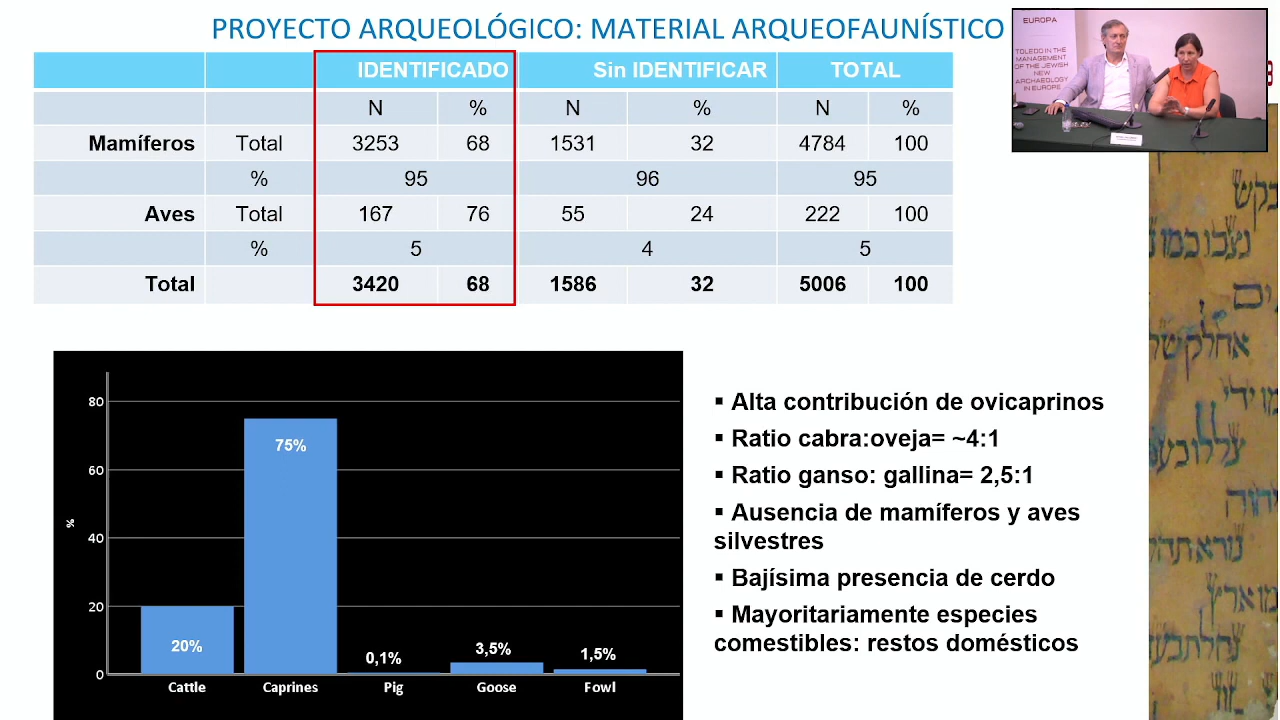 PROYECTO ARQUEOLÓGICO: MATERIAL ARQUEOFAUNÍSTICO
IDENTIFICADO Sin IDENTIFICAR TOTAL
N % N % N %
Mamíferos Total 3253 68 1531 32 4784 100
% 95 96 95
Aves Total 167 76 55 24 222 100
% 5 4 5
Total 3420 68 1586 32 5006 100
EUROPA
TOLEDO IN THE
MANAGEMENT
OF THE JEWISH
NEW
ARCHAEOLOGY
IN EUROPE
80
60
40
20
0
%
20%
75%
0,1%
3,5%
1,5%
Cattle Caprines Pig Goose Fowl
▪ Alta contribución de ovicaprinos
▪ Ratio cabra:oveja= ~4:1
▪ Ratio ganso: gallina= 2,5:1
▪ Ausencia de mamíferos y aves
silvestres
▪ Bajísima presencia de cerdo
▪ Mayoritariamente especies
comestibles: restos domésticos